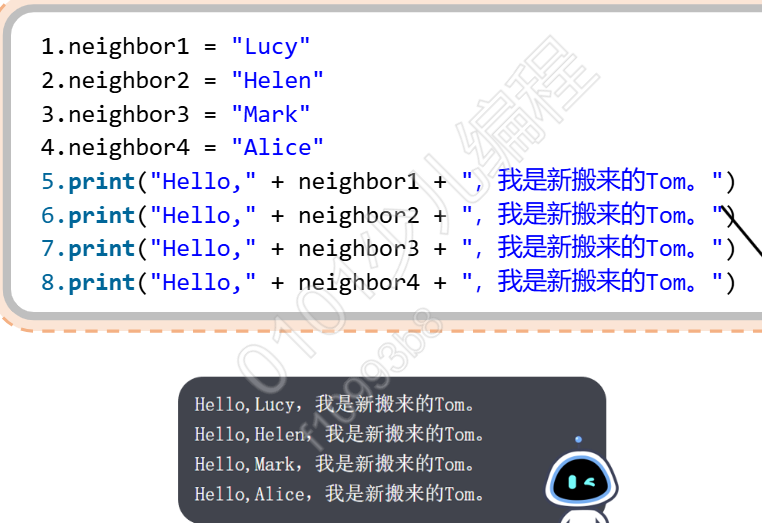 1.neighbor1 = "Lucy"
2.neighbor2 = "Helen"
3.neighbor3 = "Mark"
4.neighbor4 = "Alice"
5.print("Hello," + neighbor1 + "，我是新搬来的Tom。")
6.print("Hello," + neighbor2 + "，我是新搬来的Tom。")
7.print("Hello," + neighbor3 + "，我是新搬来的Tom。")
8.print("Hello," + neighbor4 + "，我是新搬来的Tom。")
0101少儿编程
f10993b8
Hello,Lucy，我是新搬来的Tom。
Hello,Helen，我是新搬来的Tom。
Hello,Mark，我是新搬来的Tom。
Hello,Alice，我是新搬来的Tom。